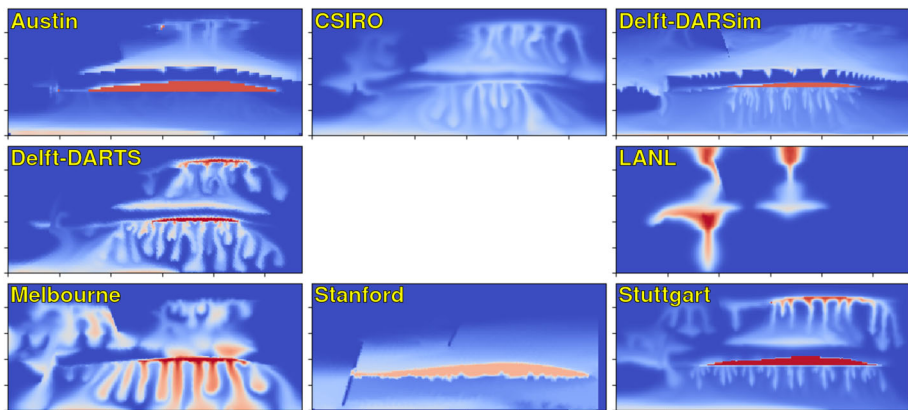 Austin
CSIRO
Delft-DARSim
Delft-DARTS
LANL
Melbourne
Stanford
Stuttgart